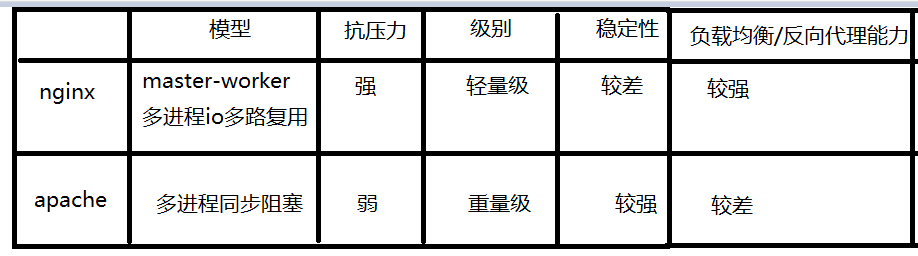 模型 抗压力 级别 稳定性 负载均衡/反向代理能力
nginx master-worker 多进程io多路复用 强 轻量级 较差 较强
apache 多进程同步阻塞 弱 重量级 较强 较差